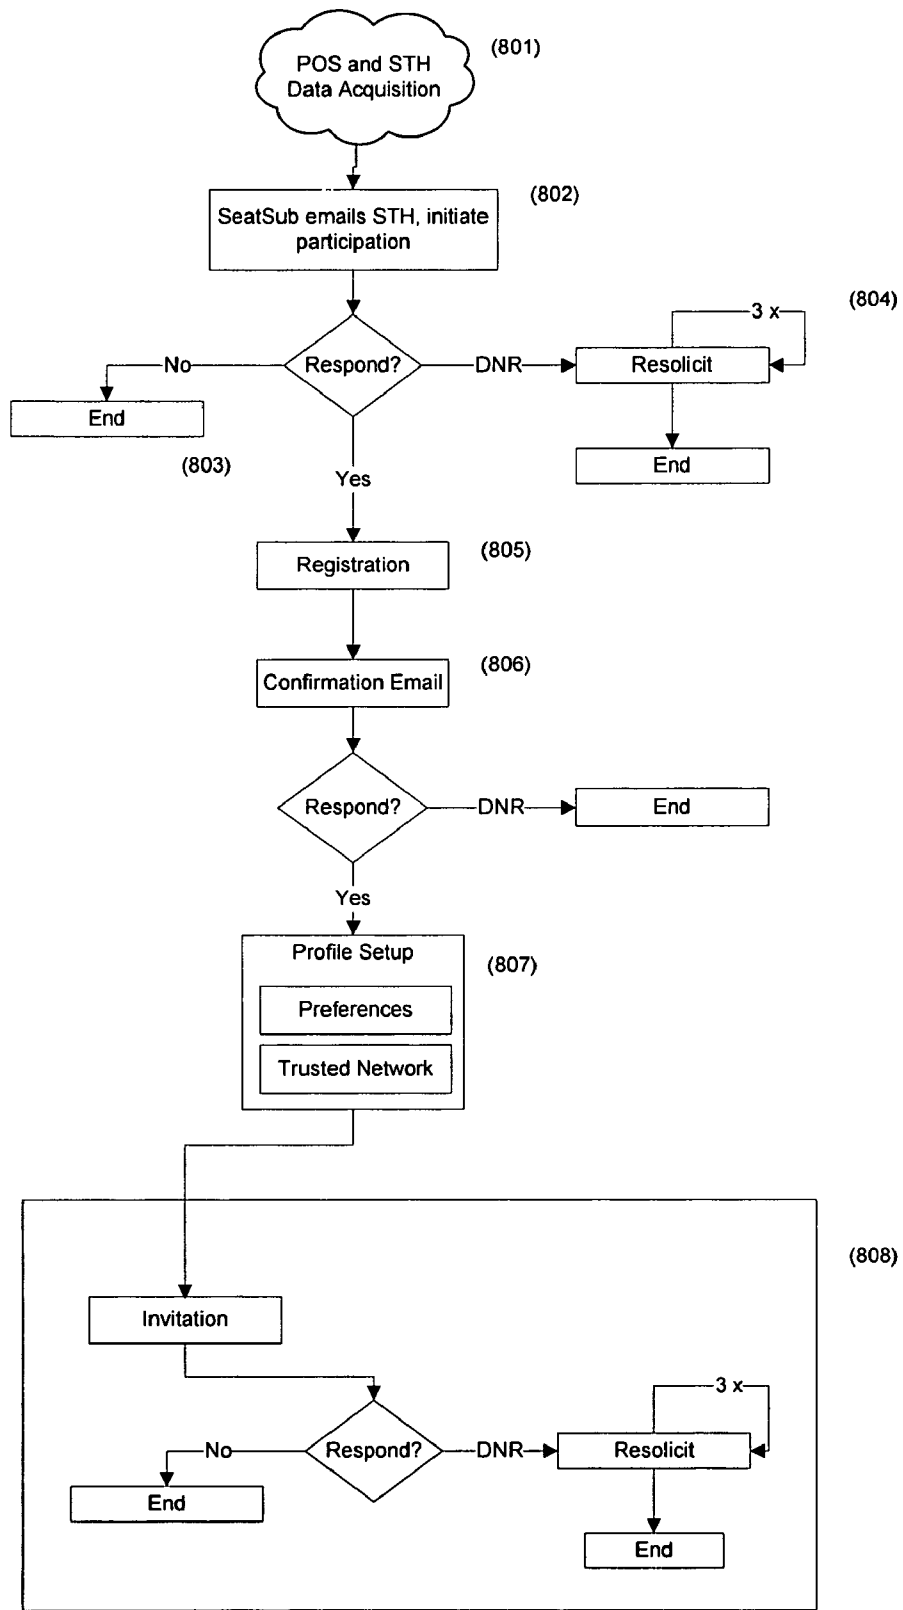 (801)
POS and STH
Data Acquisition
(802)
SeatSub emails STH, initiate
participation
(804)
3 x
No
Respond?
DNR
Resolicit
End
(803)
End
Yes
(805)
Registration
(806)
Confirmation Email
Respond?
DNR
End
Yes
Profile Setup
(807)
Preferences
Trusted Network
(808)
Invitation
3 x
No
Respond?
DNR
Resolicit
End
End